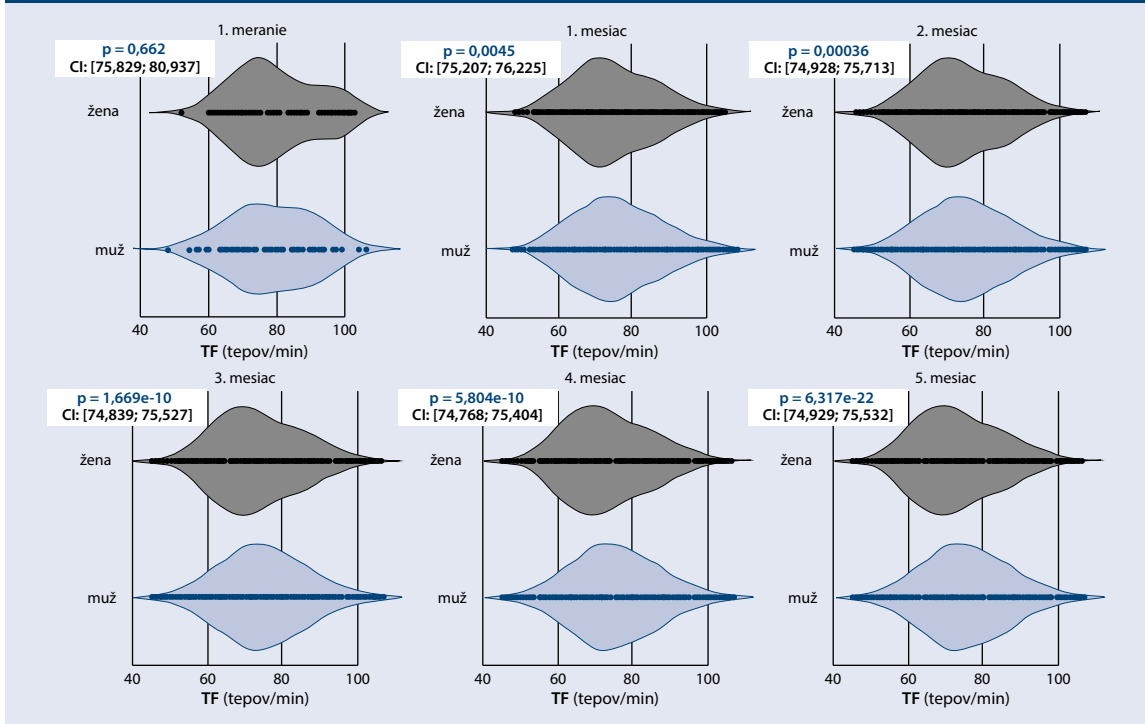 1. meranie
p = 0,662
CI: [75,829; 80,937]
žena
muž
40 60 80 100
TF (tepov/min)
1. mesiac
p = 0,0045
CI: [75,207; 76,225]
žena
muž
40 60 80 100
TF (tepov/min)
2. mesiac
p = 0,00036
CI: [74,928; 75,713]
žena
muž
40 60 80 100
TF (tepov/min)
3. mesiac
p = 1,669e-10
CI: [74,839; 75,527]
žena
muž
40 60 80 100
TF (tepov/min)
4. mesiac
p = 5,804e-10
CI: [74,768; 75,404]
žena
muž
40 60 80 100
TF (tepov/min)
5. mesiac
p = 6,317e-22
CI: [74,929; 75,532]
žena
muž
40 60 80 100
TF (tepov/min)